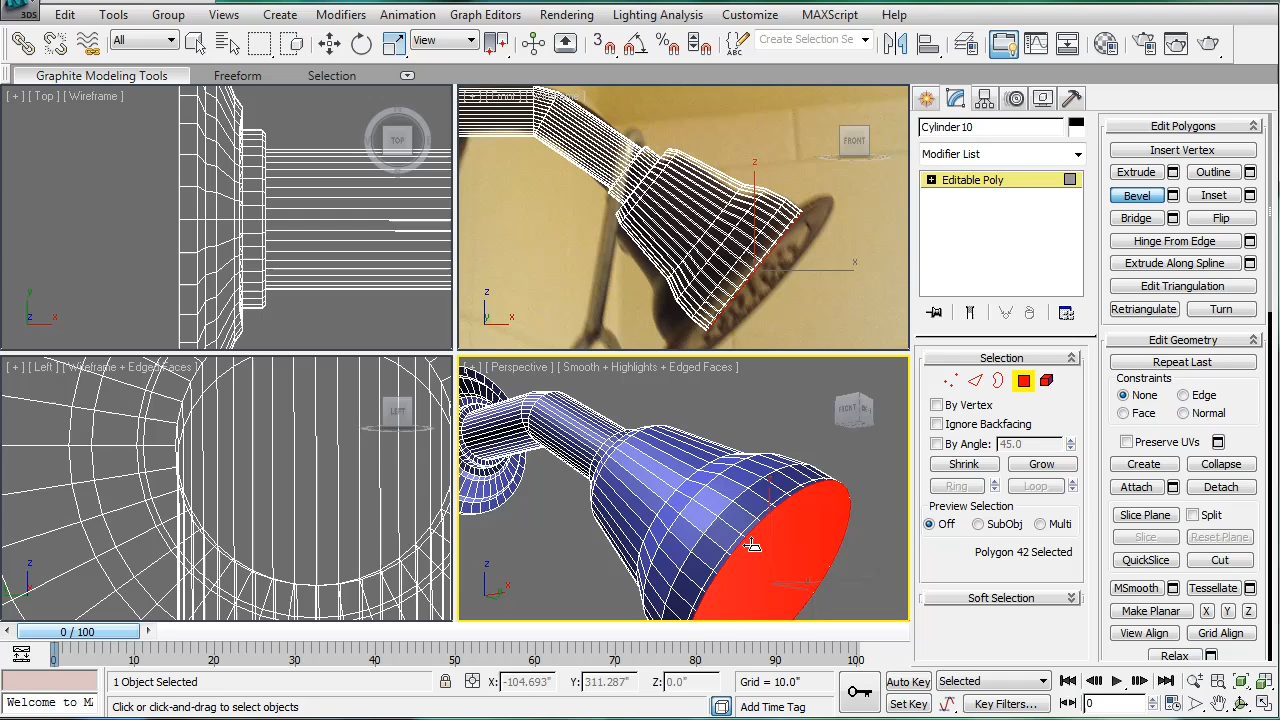 3DS Edit Tools Group Views Create Modifiers Animation Graph Editors Rendering Lighting Analysis Customize MAXScript Help
All View Create Selection Se
Graphite Modeling Tools Freeform Selection
[ + ] [ Top ] [ Wireframe ]
TOP
FRONT
z
x
y
z x
z
y x
[ + ] [ Left ] [ Wireframe + Edged Faces ]
LEFT
z
[ + ] [ Perspective ] [ Smooth + Highlights + Edged Faces ]
FRONT
z
x
Cylinder10
Modifier List
Editable Poly
Selection
By Vertex
Ignore Backfacing
By Angle: 45.0
Shrink Grow
Ring Loop
Preview Selection
Off SubObj Multi
Polygon 42 Selected
Soft Selection
Edit Polygons
Insert Vertex
Extrude Outline
Bevel Inset
Bridge Flip
Hinge From Edge
Extrude Along Spline
Edit Triangulation
Retriangulate Turn
Edit Geometry
Repeat Last
Constraints
None Edge
Face Normal
Preserve UVs
Create Collapse
Attach Detach
Slice Plane Split
Slice Reset Plane
QuickSlice Cut
MSmooth Tessellate
Make Planar X Y Z
View Align Grid Align
Relax
0 / 100
0 10 20 30 40 50 60 70 80 90 100
1 Object Selected X: -104.693" Y: 311.287" Z: 0.0" Grid = 10.0" Auto Key Selected
Welcome to MA Click or click-and-drag to select objects Add Time Tag Set Key Key Filters... 0